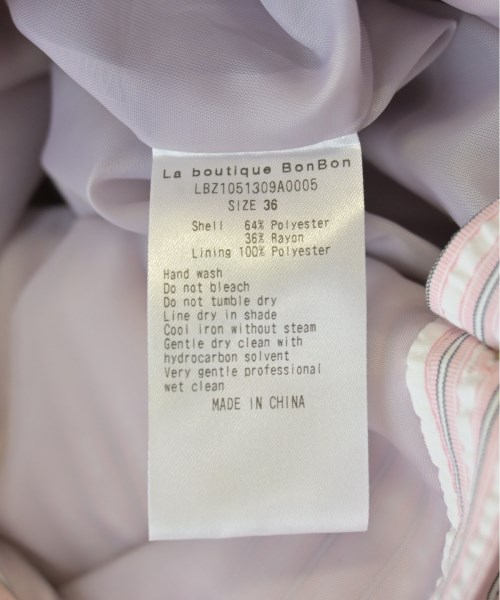 La boutique BonBon
LBZ1051309A0005
SIZE 36
Shell 64% Polyester
36% Rayon
Lining 100% Polyester
Hand wash
Do not bleach
Do not tumble dry
Line dry in shade
Cool iron without steam
Gentle dry clean with
hydrocarbon solvent
Very gentle professional
wet clean
MADE IN CHINA